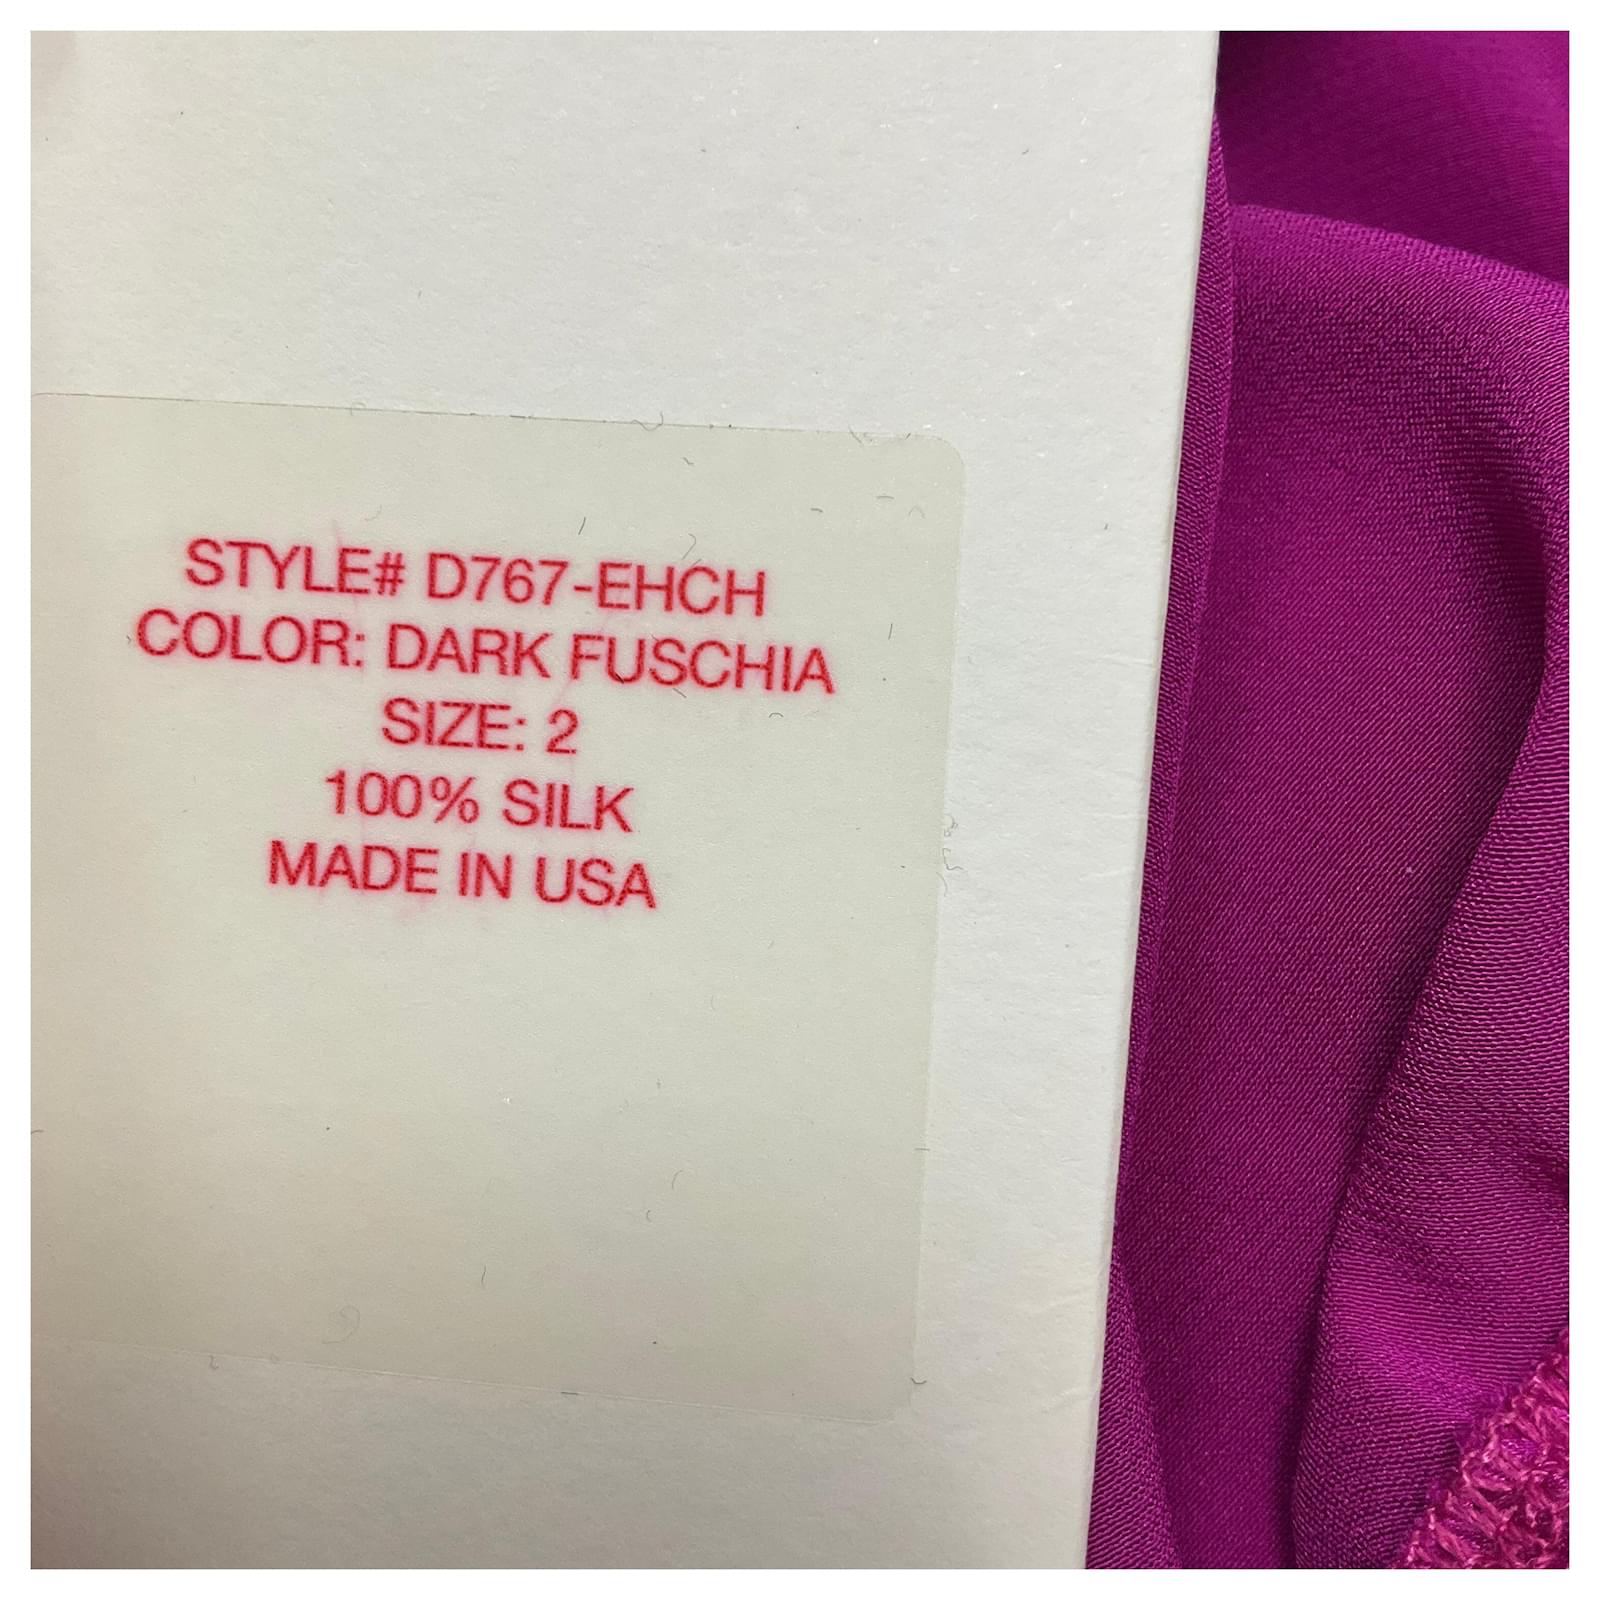 STYLE# D767-EHCH
COLOR: DARK FUSCHIA
SIZE: 2
100% SILK
MADE IN USA